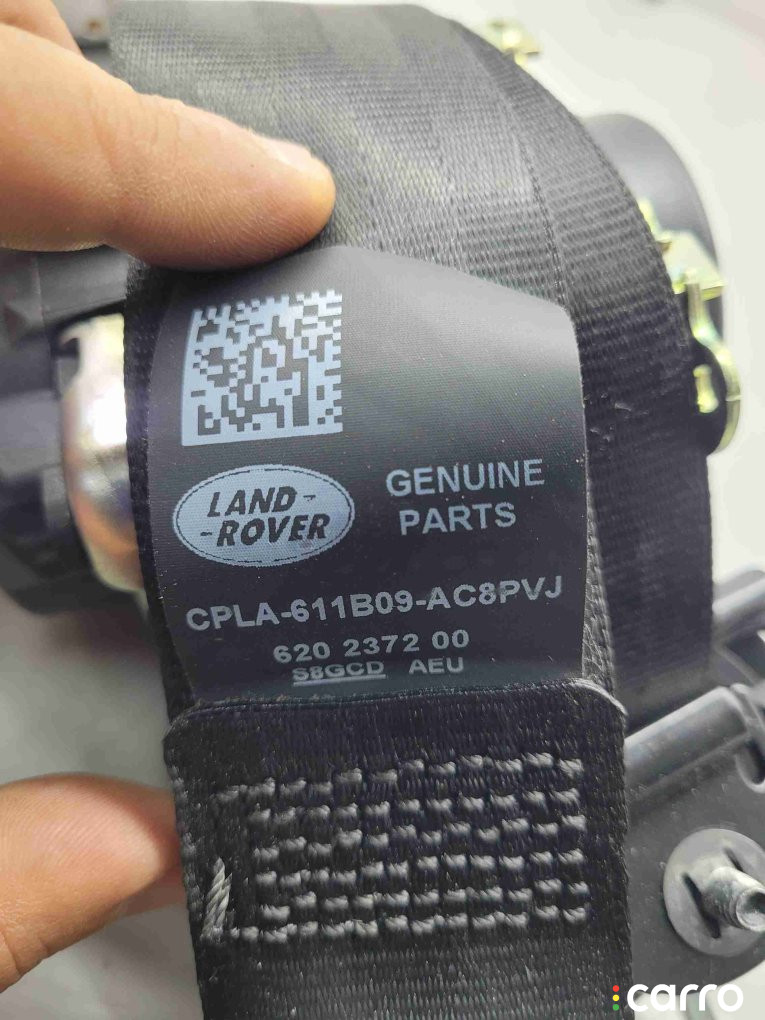 LAND-
-ROVER
GENUINE
PARTS
CPLA-611B09-AC8PVJ
620 2372 00
S8GCD AEU
carro